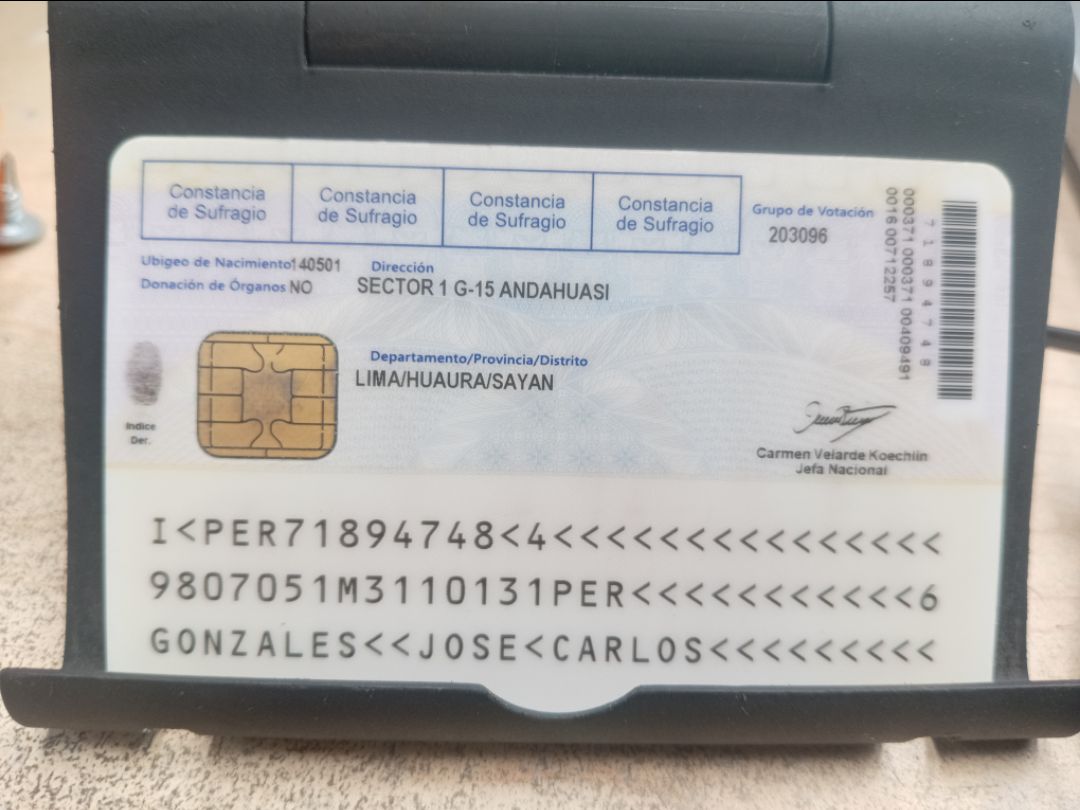 Constancia de Sufragio
Constancia de Sufragio
Constancia de Sufragio
Constancia de Sufragio
Grupo de Votación
203096
Ubigeo de Nacimiento 140501
Donación de Órganos NO
Dirección
SECTOR 1 G-15 ANDAHUASI
Departamento/Provincia/Distrito
LIMA/HUAURA/SAYAN
Indice
Der.
000371 000371 00409491
0016 00712257
71894748
Carmen Velarde Koechlin
Jefa Nacional
I<PER71894748<4<<<<<<<<<<<<<<<
9807051M3110131PER<<<<<<<<<<<6
GONZALES<<JOSE<CARLOS<<<<<<<<<